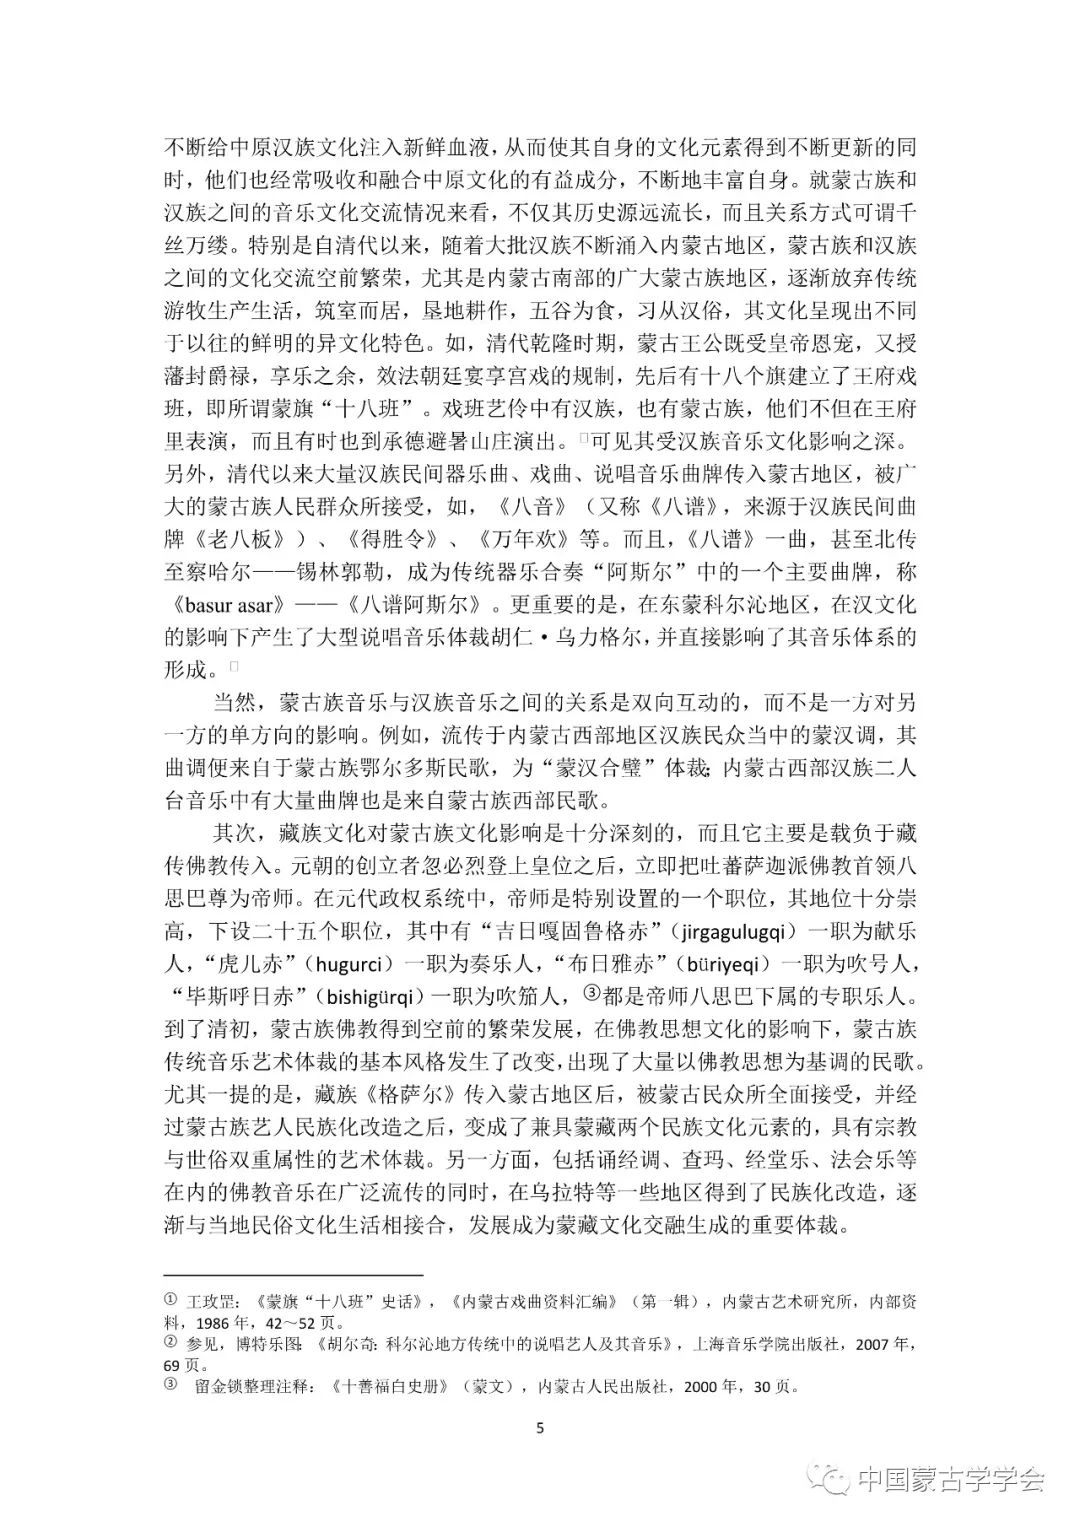 不断给中原汉族文化注入新鲜血液，从而使其自身的文化元素得到不断更新的同
时，他们也经常吸收和融合中原文化的有益成分，不断地丰富自身。就蒙古族和
汉族之间的音乐文化交流情况来看，不仅其历史源远流长，而且关系方式可谓千
丝万缕。特别是自清代以来，随着大批汉族不断涌入内蒙古地区，蒙古族和汉族
之间的文化交流空前繁荣，尤其是内蒙古南部的广大蒙古族地区，逐渐放弃传统
游牧生产生活，筑室而居，垦地耕作，五谷为食，习从汉俗，其文化呈现出不同
于以往的鲜明的异文化特色。如，清代乾隆时期，蒙古王公既受皇帝恩宠，又授
藩封爵禄，享乐之余，效法朝廷宴享宫戏的规制，先后有十八个旗建立了王府戏
班，即所谓蒙旗“十八班”。戏班艺伶中有汉族，也有蒙古族，他们不但在王府
里表演，而且有时也到承德避暑山庄演出。可见其受汉族音乐文化影响之深。
另外，清代以来大量汉族民间器乐曲、戏曲、说唱音乐曲牌传入蒙古地区，被广
大的蒙古族人民群众所接受，如，《八音》（又称《八谱》，来源于汉族民间曲
牌《老八板》）、《得胜令》、《万年欢》等。而且，《八谱》一曲，甚至北传
至察哈尔——锡林郭勒，成为传统器乐合奏“阿斯尔”中的一个主要曲牌，称
《basur asar》——《八谱阿斯尔》。更重要的是，在东蒙科尔沁地区，在汉文化
的影响下产生了大型说唱音乐体裁胡仁·乌力格尔，并直接影响了其音乐体系的
形成。
当然，蒙古族音乐与汉族音乐之间的关系是双向互动的，而不是一方对另
一方的单方向的影响。例如，流传于内蒙古西部地区汉族民众当中的蒙汉调，其
曲调便来自于蒙古族鄂尔多斯民歌，为“蒙汉合璧”体裁；内蒙古西部汉族二人
台音乐中有大量曲牌也是来自蒙古族西部民歌。
其次，藏族文化对蒙古族文化影响是十分深刻的，而且它主要是载负于藏
传佛教传入。元朝的创立者忽必烈登上皇位之后，立即把吐蕃萨迦派佛教首领八
思巴尊为帝师。在元代政权系统中，帝师是特别设置的一个职位，其地位十分崇
高，下设二十五个职位，其中有“吉日嘎固鲁格赤”（jirgagulugqi）一职为献乐
人，“虎儿赤”（hugurci）一职为奏乐人，“布日雅赤”（büriyeqi）一职为吹号人，
“毕斯呼日赤”（bishigürqi）一职为吹笳人，③都是帝师八思巴下属的专职乐人。
到了清初，蒙古族佛教得到空前的繁荣发展，在佛教思想文化的影响下，蒙古族
传统音乐艺术体裁的基本风格发生了改变，出现了大量以佛教思想为基调的民歌。
尤其一提的是，藏族《格萨尔》传入蒙古地区后，被蒙古民众所全面接受，并经
过蒙古族艺人民族化改造之后，变成了兼具蒙藏两个民族文化元素的，具有宗教
与世俗双重属性的艺术体裁。另一方面，包括诵经调、查玛、经堂乐、法会乐等
在内的佛教音乐在广泛流传的同时，在乌拉特等一些地区得到了民族化改造，逐
渐与当地民俗文化生活相接合，发展成为蒙藏文化交融生成的重要体裁。
① 王玫罡：《蒙旗“十八班”史话》，《内蒙古戏曲资料汇编》（第一辑），内蒙古艺术研究所，内部资
料，1986 年，42～52 页。
② 参见，博特乐图：《胡尔奇：科尔沁地方传统中的说唱艺人及其音乐》，上海音乐学院出版社，2007 年，
69 页。
③ 留金锁整理注释：《十善福白史册》（蒙文），内蒙古人民出版社，2000 年，30 页。
5
中国蒙古学学会